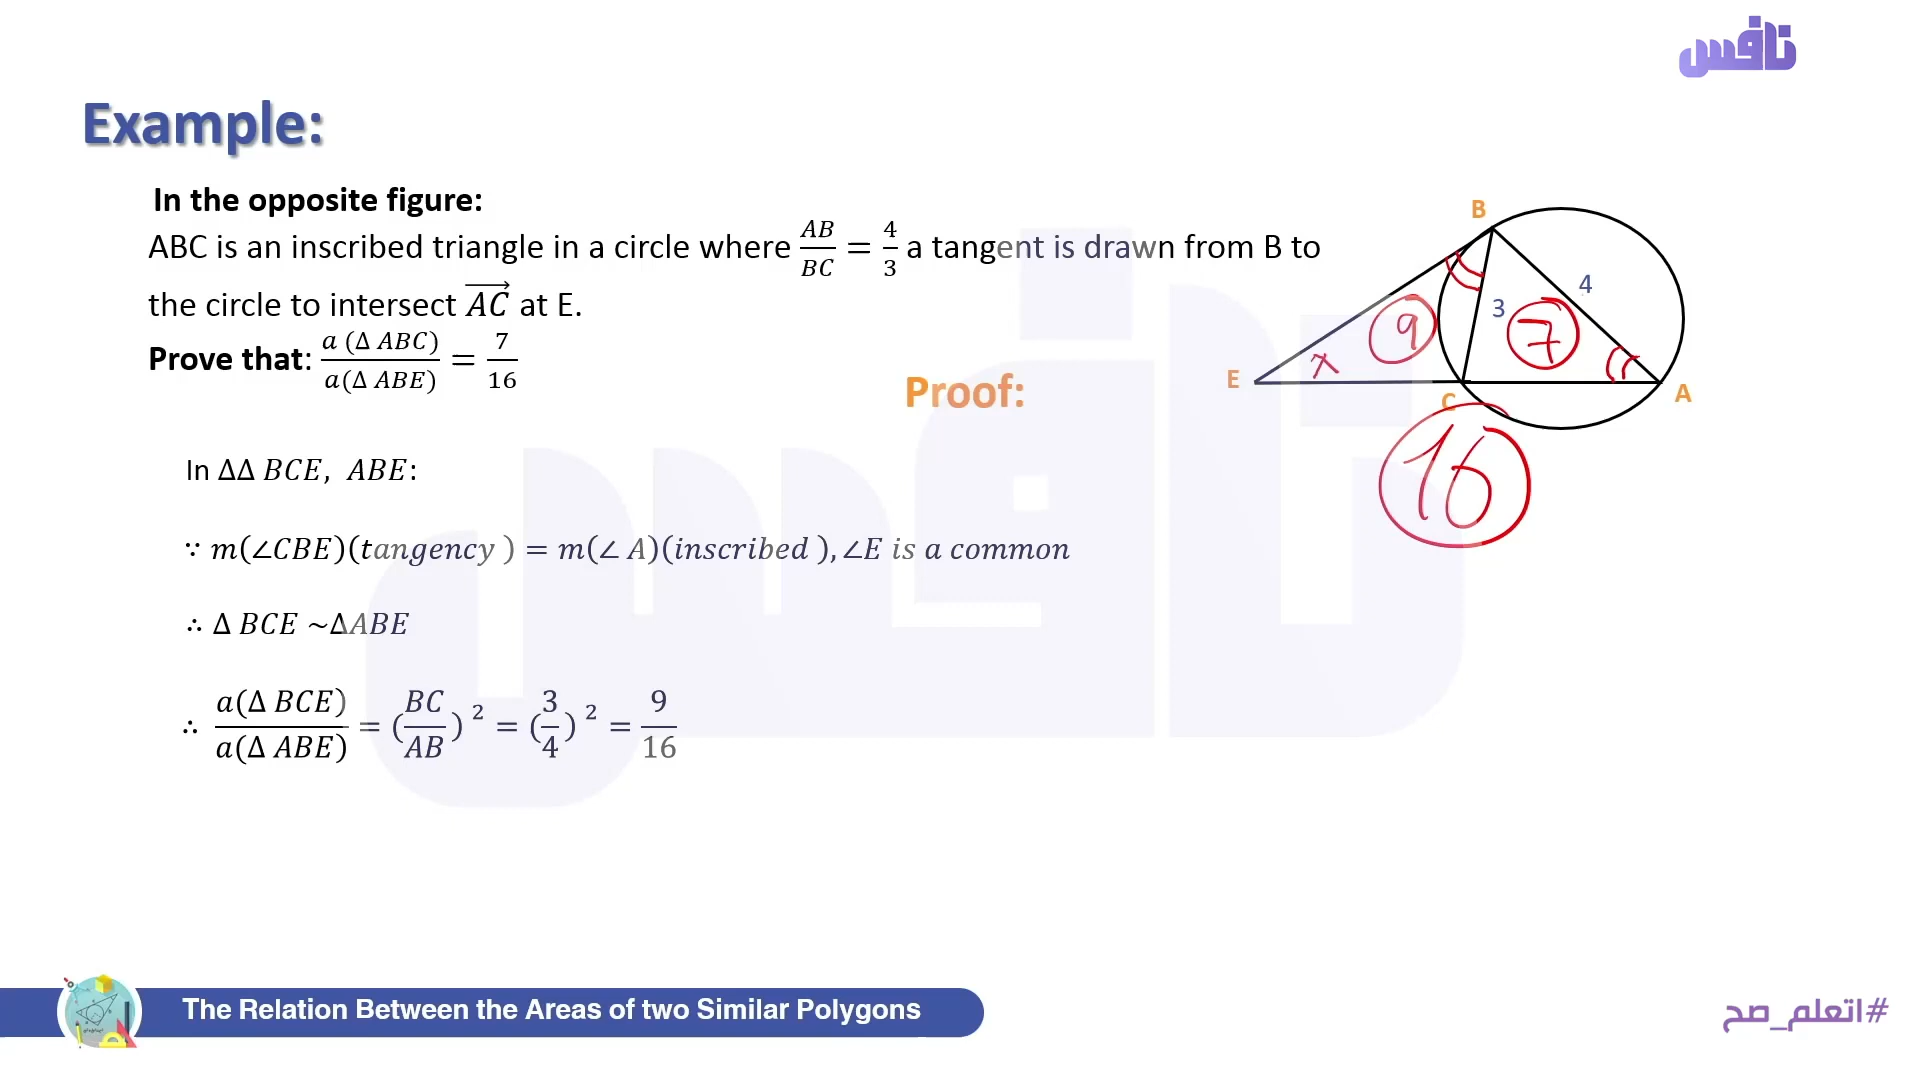 نافس
Example:
In the opposite figure:
ABC is an inscribed triangle in a circle where AB/BC = 4/3 a tangent is drawn from B to
the circle to intersect $\overrightarrow{AC}$ at E.
Prove that: a (Δ ABC)/a(Δ ABE) = 7/16
Proof:
In ΔΔ BCE, ABE:
∵ m(∠CBE)(tangency ) = m(∠ A)(inscribed ), ∠E is a common
∴ Δ BCE ~ΔABE
∴ a(Δ BCE)/a(Δ ABE) = (BC/AB) ² = (3/4) ² = 9/16
B
4
3
9
7
x
E
C
A
16
The Relation Between the Areas of two Similar Polygons
#اتعلم_صح